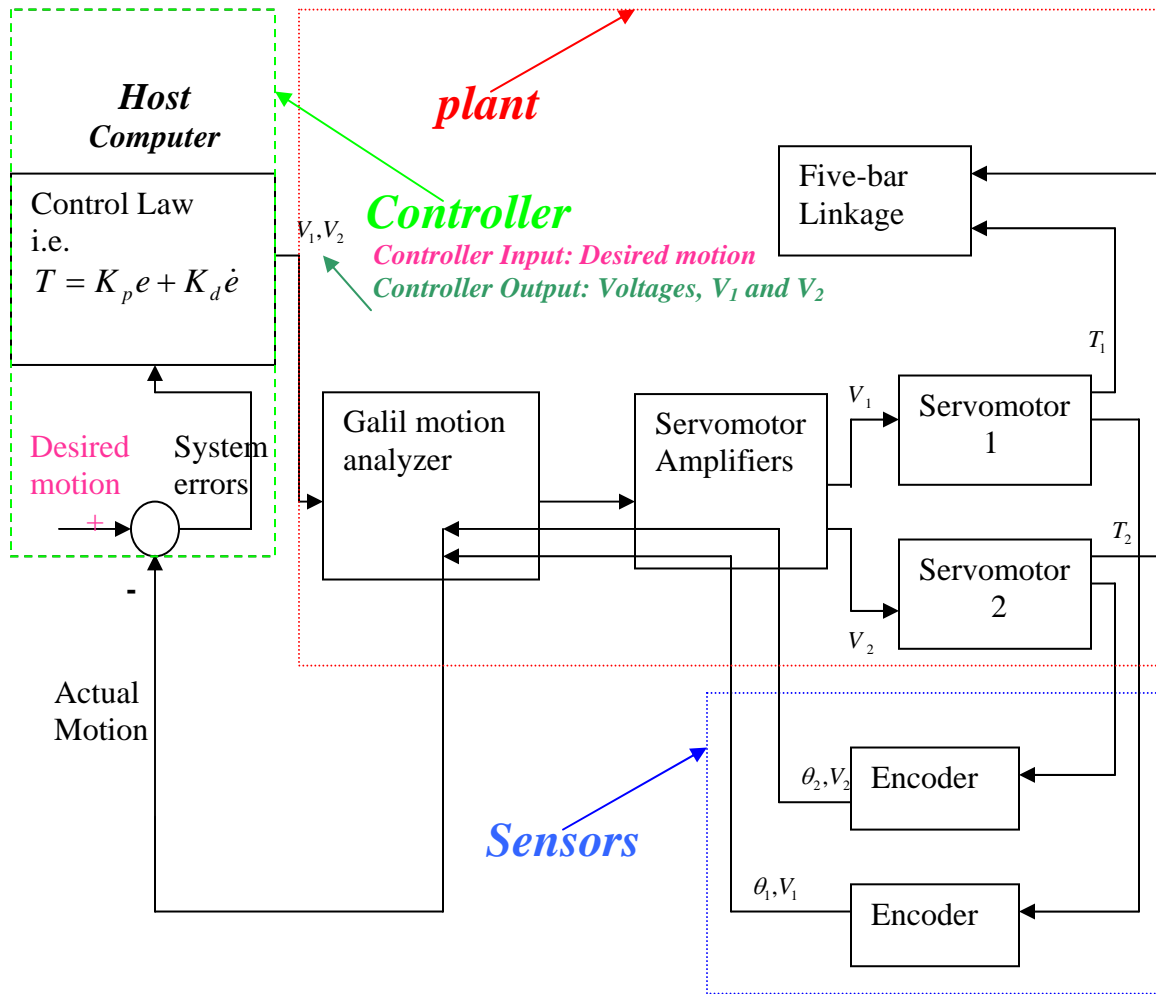 Host
Computer
plant
Control Law
i.e.
T = K_p e + K_d ė
V_1,V_2
Controller
Controller Input: Desired motion
Controller Output: Voltages, V_1 and V_2
Five-bar
Linkage
T_1
Desired
motion
+
System
errors
-
Galil motion
analyzer
Servomotor
Amplifiers
V_1
Servomotor
1
T_2
Servomotor
2
V_2
Actual
Motion
Sensors
θ_2,V_2
Encoder
θ_1,V_1
Encoder